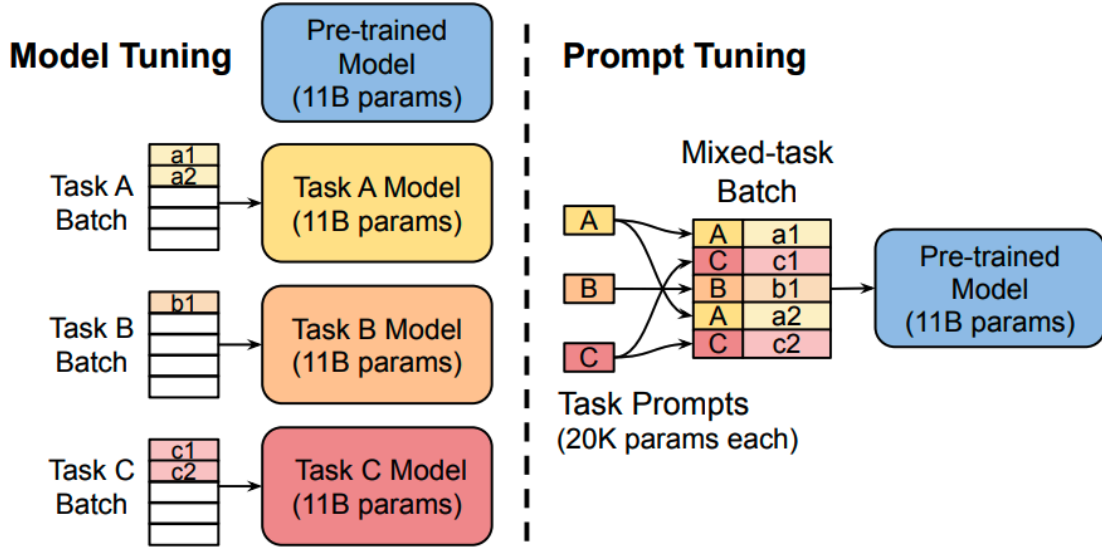 Model Tuning
Pre-trained
Model
(11B params)
Task A
Batch
a1
a2
Task A Model
(11B params)
Task B
Batch
b1
Task B Model
(11B params)
Task C
Batch
c1
c2
Task C Model
(11B params)
Prompt Tuning
Mixed-task
Batch
A
B
C
Task Prompts
(20K params each)
A a1
C c1
B b1
A a2
C c2
Pre-trained
Model
(11B params)